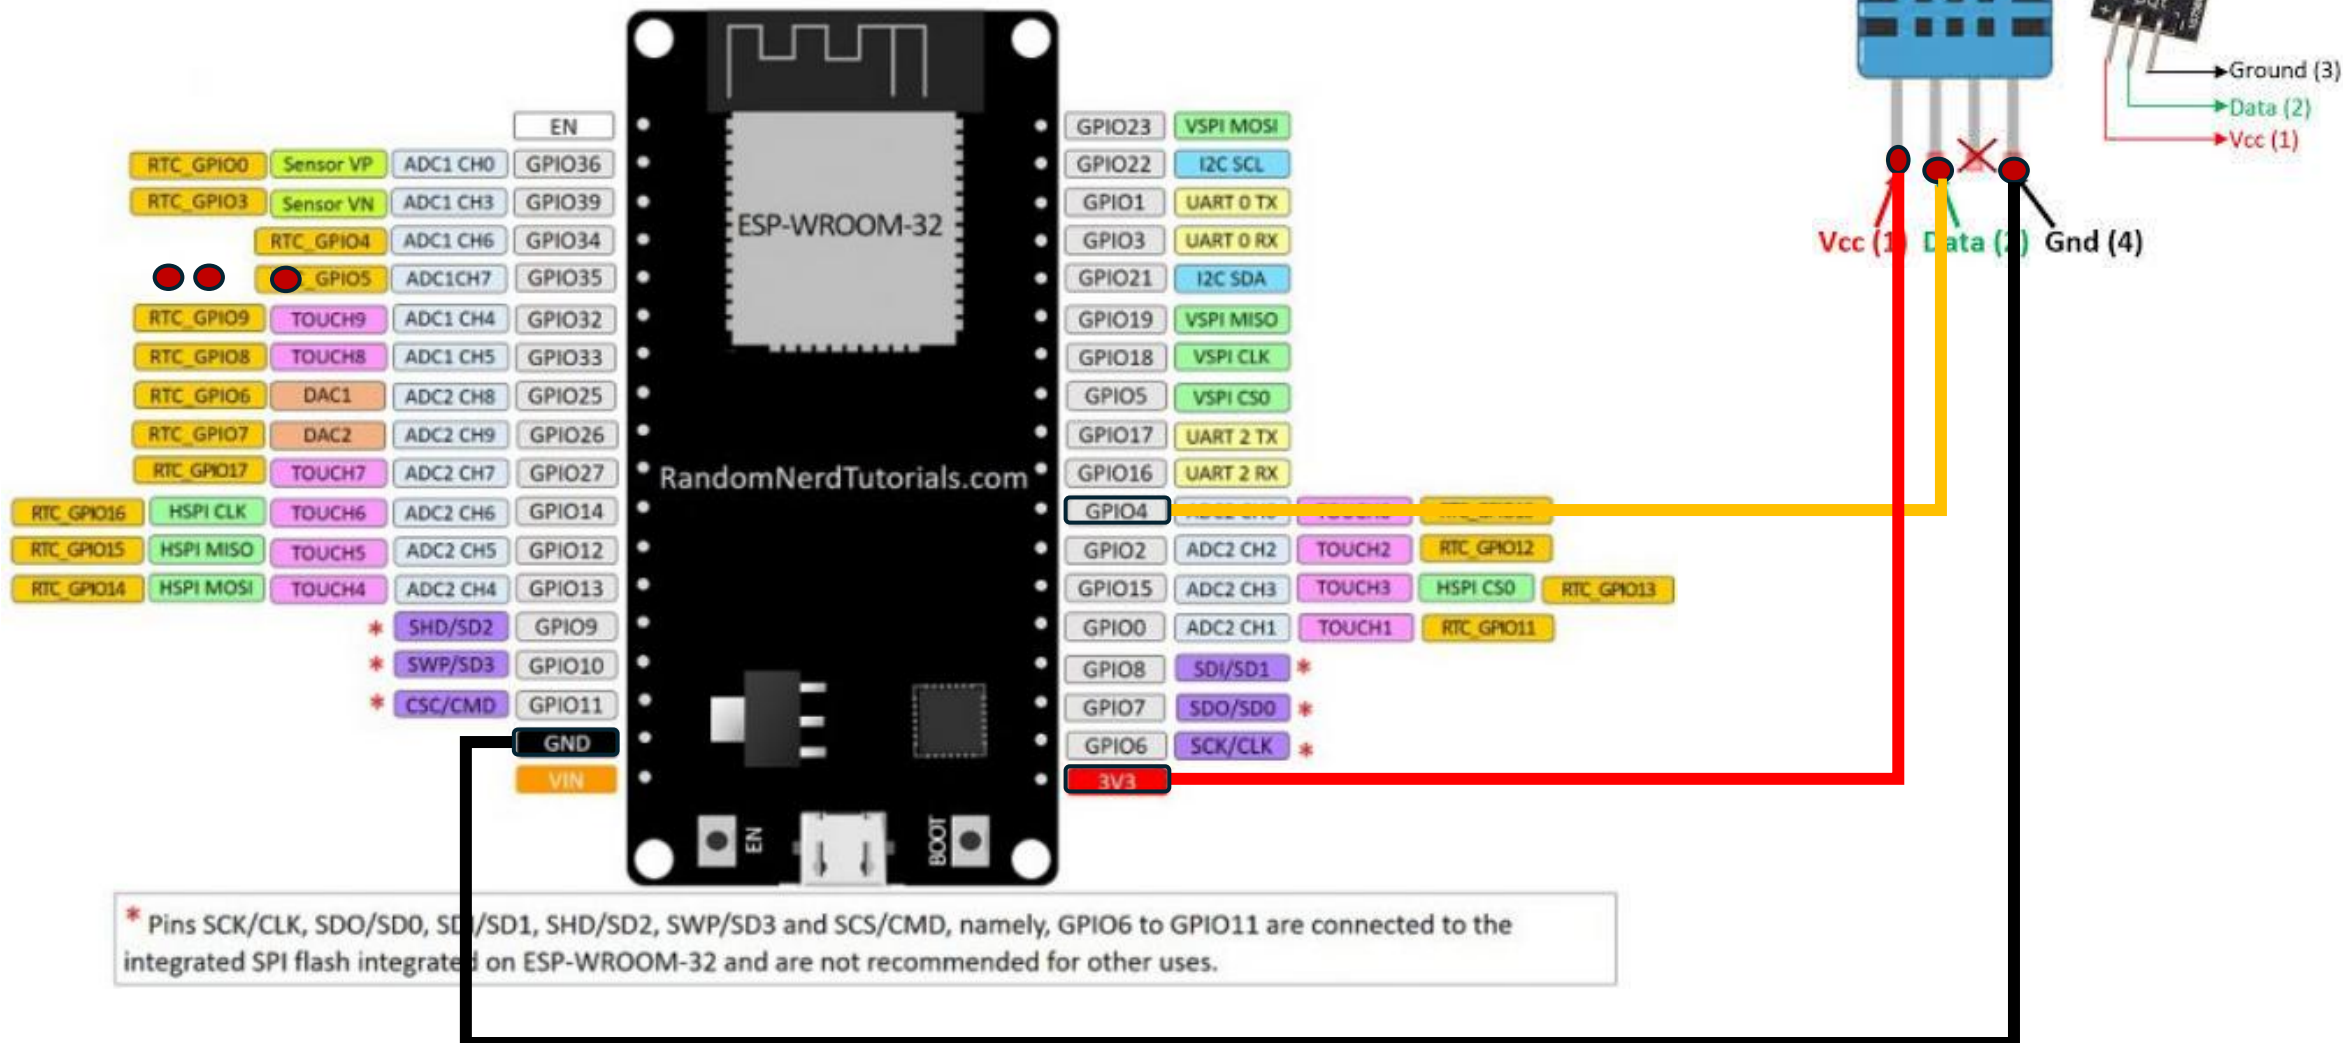 Ground (3)
Data (2)
Vcc (1)
EN
GPIO23 VSPI MOSI
RTC_GPIO0 Sensor VP ADC1 CH0 GPIO36
GPIO22 I2C SCL
RTC_GPIO3 Sensor VN ADC1 CH3 GPIO39
GPIO1 UART 0 TX
ESP-WROOM-32
RTC_GPIO4 ADC1 CH6 GPIO34
GPIO3 UART 0 RX
Vcc (1) Data ( ) Gnd (4)
_GPIO5 ADC1CH7 GPIO35
GPIO21 I2C SDA
RTC_GPIO9 TOUCH9 ADC1 CH4 GPIO32
GPIO19 VSPI MISO
RTC_GPIO8 TOUCH8 ADC1 CH5 GPIO33
GPIO18 VSPI CLK
RTC_GPIO6 DAC1 ADC2 CH8 GPIO25
GPIO5 VSPI CS0
RTC_GPIO7 DAC2 ADC2 CH9 GPIO26
GPIO17 UART 2 TX
RTC_GPIO17 TOUCH7 ADC2 CH7 GPIO27
RandomNerdTutorials.com
GPIO16 UART 2 RX
RTC_GPIO16 HSPI CLK TOUCH6 ADC2 CH6 GPIO14
GPIO4
RTC_GPIO15 HSPI MISO TOUCH5 ADC2 CH5 GPIO12
GPIO2 ADC2 CH2 TOUCH2 RTC_GPIO12
RTC_GPIO14 HSPI MOSI TOUCH4 ADC2 CH4 GPIO13
GPIO15 ADC2 CH3 TOUCH3 HSPI CS0 RTC_GPIO13
* SHD/SD2 GPIO9
GPIO0 ADC2 CH1 TOUCH1 RTC_GPIO11
* SWP/SD3 GPIO10
GPIO8 SDI/SD1 *
* CSC/CMD GPIO11
GPIO7 SDO/SD0 *
GND
GPIO6 SCK/CLK *
VIN
3V3
EN
BOOT
* Pins SCK/CLK, SDO/SD0, SDI/SD1, SHD/SD2, SWP/SD3 and SCS/CMD, namely, GPIO6 to GPIO11 are connected to the
integrated SPI flash integrated on ESP-WROOM-32 and are not recommended for other uses.